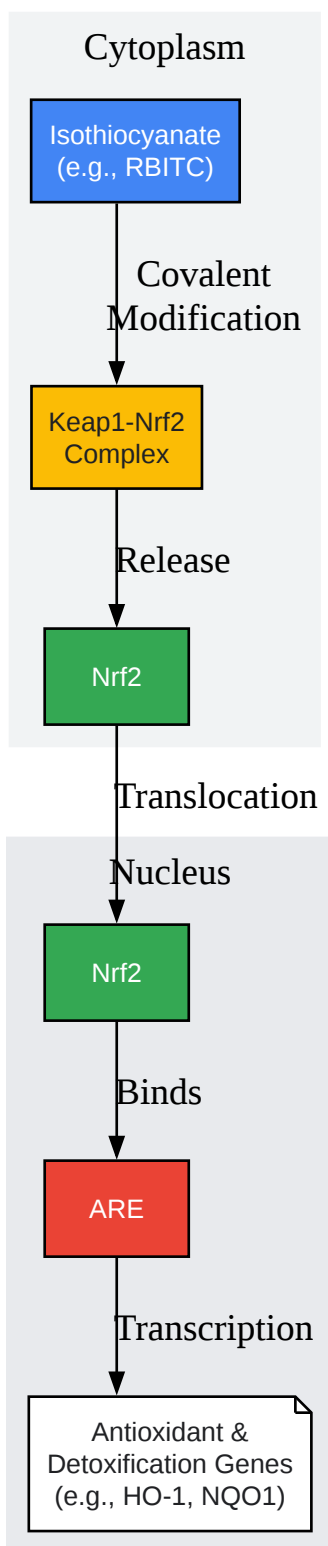 Cytoplasm
Isothiocyanate
(e.g., RBITC)
Covalent
Modification
Keap1-Nrf2
Complex
Release
Nrf2
Translocation
Nucleus
Nrf2
Binds
ARE
Transcription
Antioxidant &
Detoxification Genes
(e.g., HO-1, NQO1)